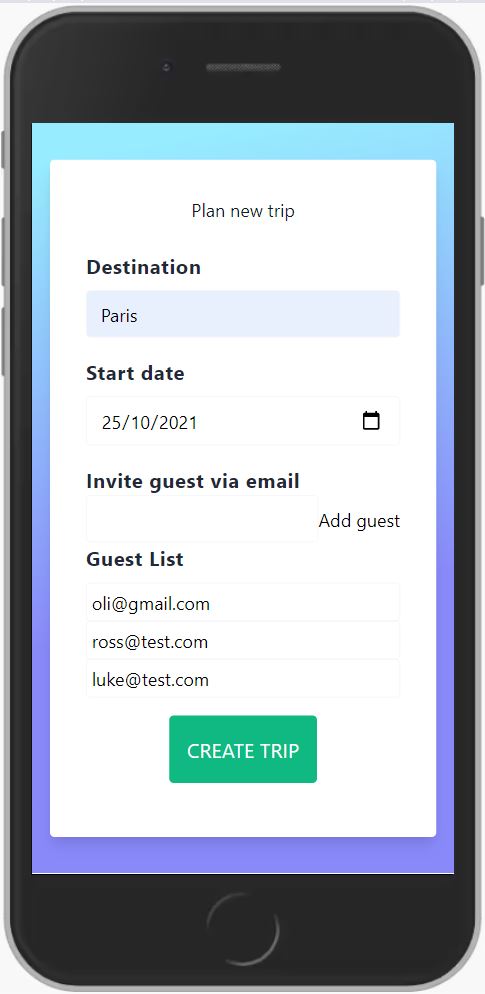 Plan new trip
Destination
Paris
Start date
25/10/2021
Invite guest via email
Add guest
Guest List
oli@gmail.com
ross@test.com
luke@test.com
CREATE TRIP